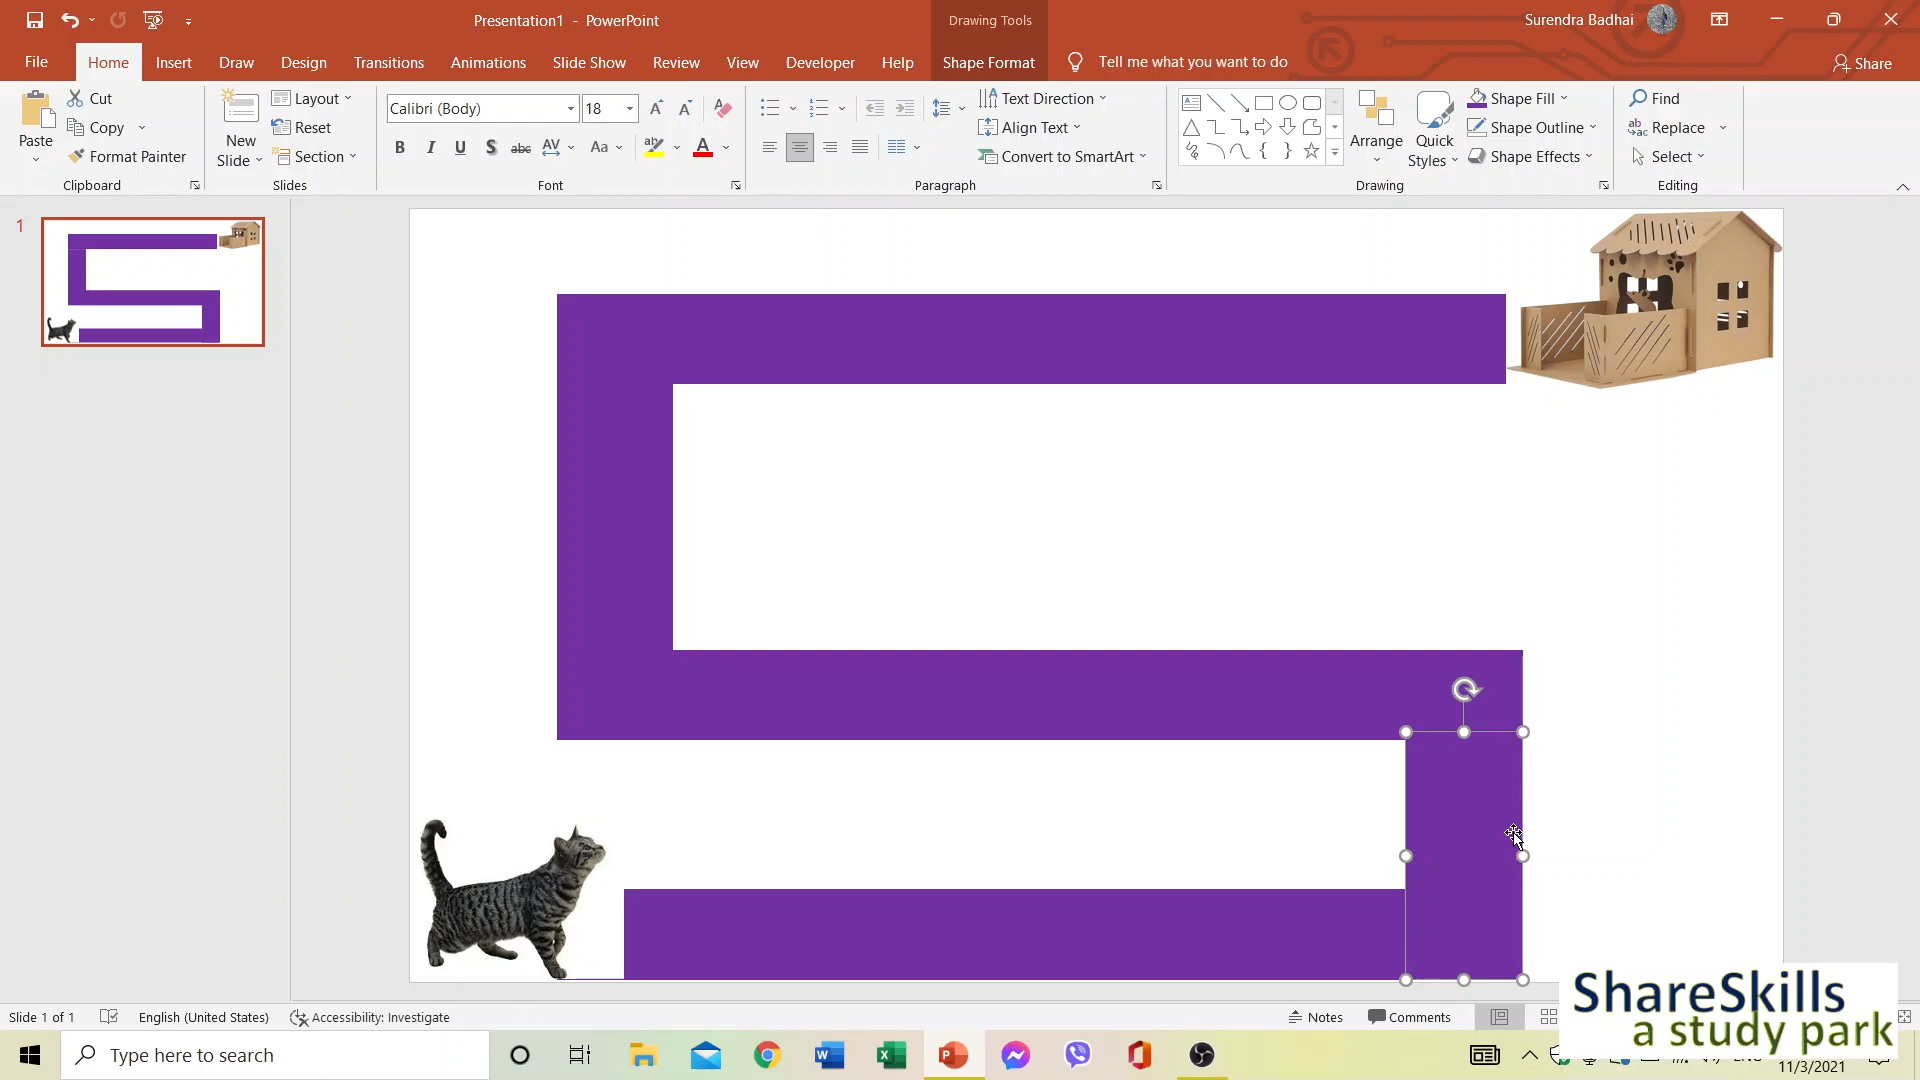 Presentation1 - PowerPoint
Drawing Tools
Surendra Badhai
File Home Insert Draw Design Transitions Animations Slide Show Review View Developer Help Shape Format Tell me what you want to do Share
Paste
Cut
Copy
Format Painter
Clipboard
New
Slide
Layout
Reset
Section
Slides
Calibri (Body) 18
B I U S abc AV Aa A
Font
Text Direction
Align Text
Convert to SmartArt
Paragraph
Arrange
Quick
Styles
Shape Fill
Shape Outline
Shape Effects
Drawing
Find
Replace
Select
Editing
1
Slide 1 of 1 English (United States) Accessibility: Investigate Notes Comments
ShareSkills
a study park
Type here to search
11/3/2021